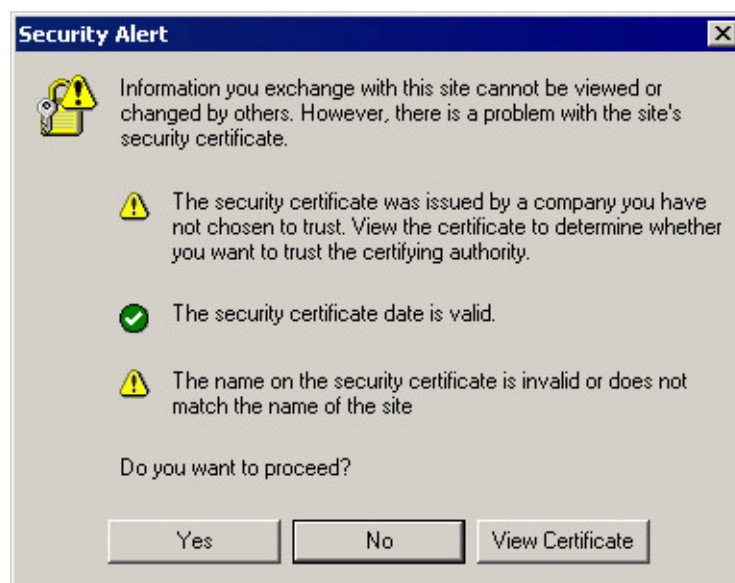 Security Alert
Information you exchange with this site cannot be viewed or
changed by others. However, there is a problem with the site's
security certificate.
The security certificate was issued by a company you have
not chosen to trust. View the certificate to determine whether
you want to trust the certifying authority.
The security certificate date is valid.
The name on the security certificate is invalid or does not
match the name of the site
Do you want to proceed?
Yes No View Certificate